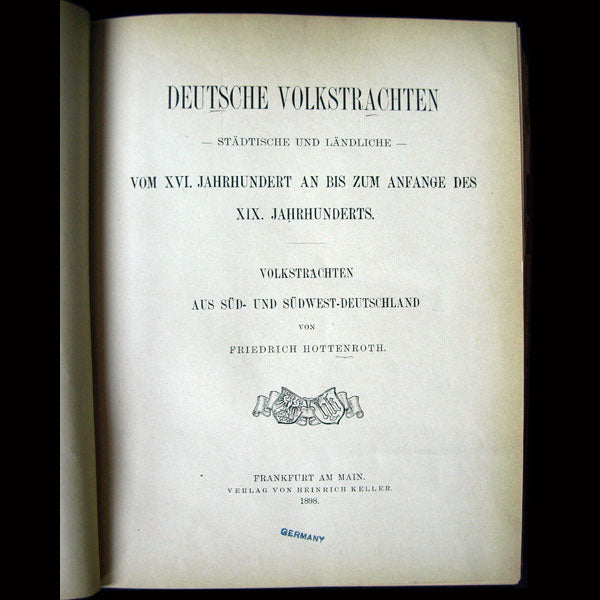 DEUTSCHE VOLKSTRACHTEN
— STÄDTISCHE UND LÄNDLICHE —
VOM XVI. JAHRHUNDERT AN BIS ZUM ANFANGE DES
XIX. JAHRHUNDERTS.
VOLKSTRACHTEN
AUS SÜD- UND SÜDWEST-DEUTSCHLAND
VON
FRIEDRICH HOTTENROTH.
FRANKFURT AM MAIN.
VERLAG VON HEINRICH KELLER.
1898.
GERMANY